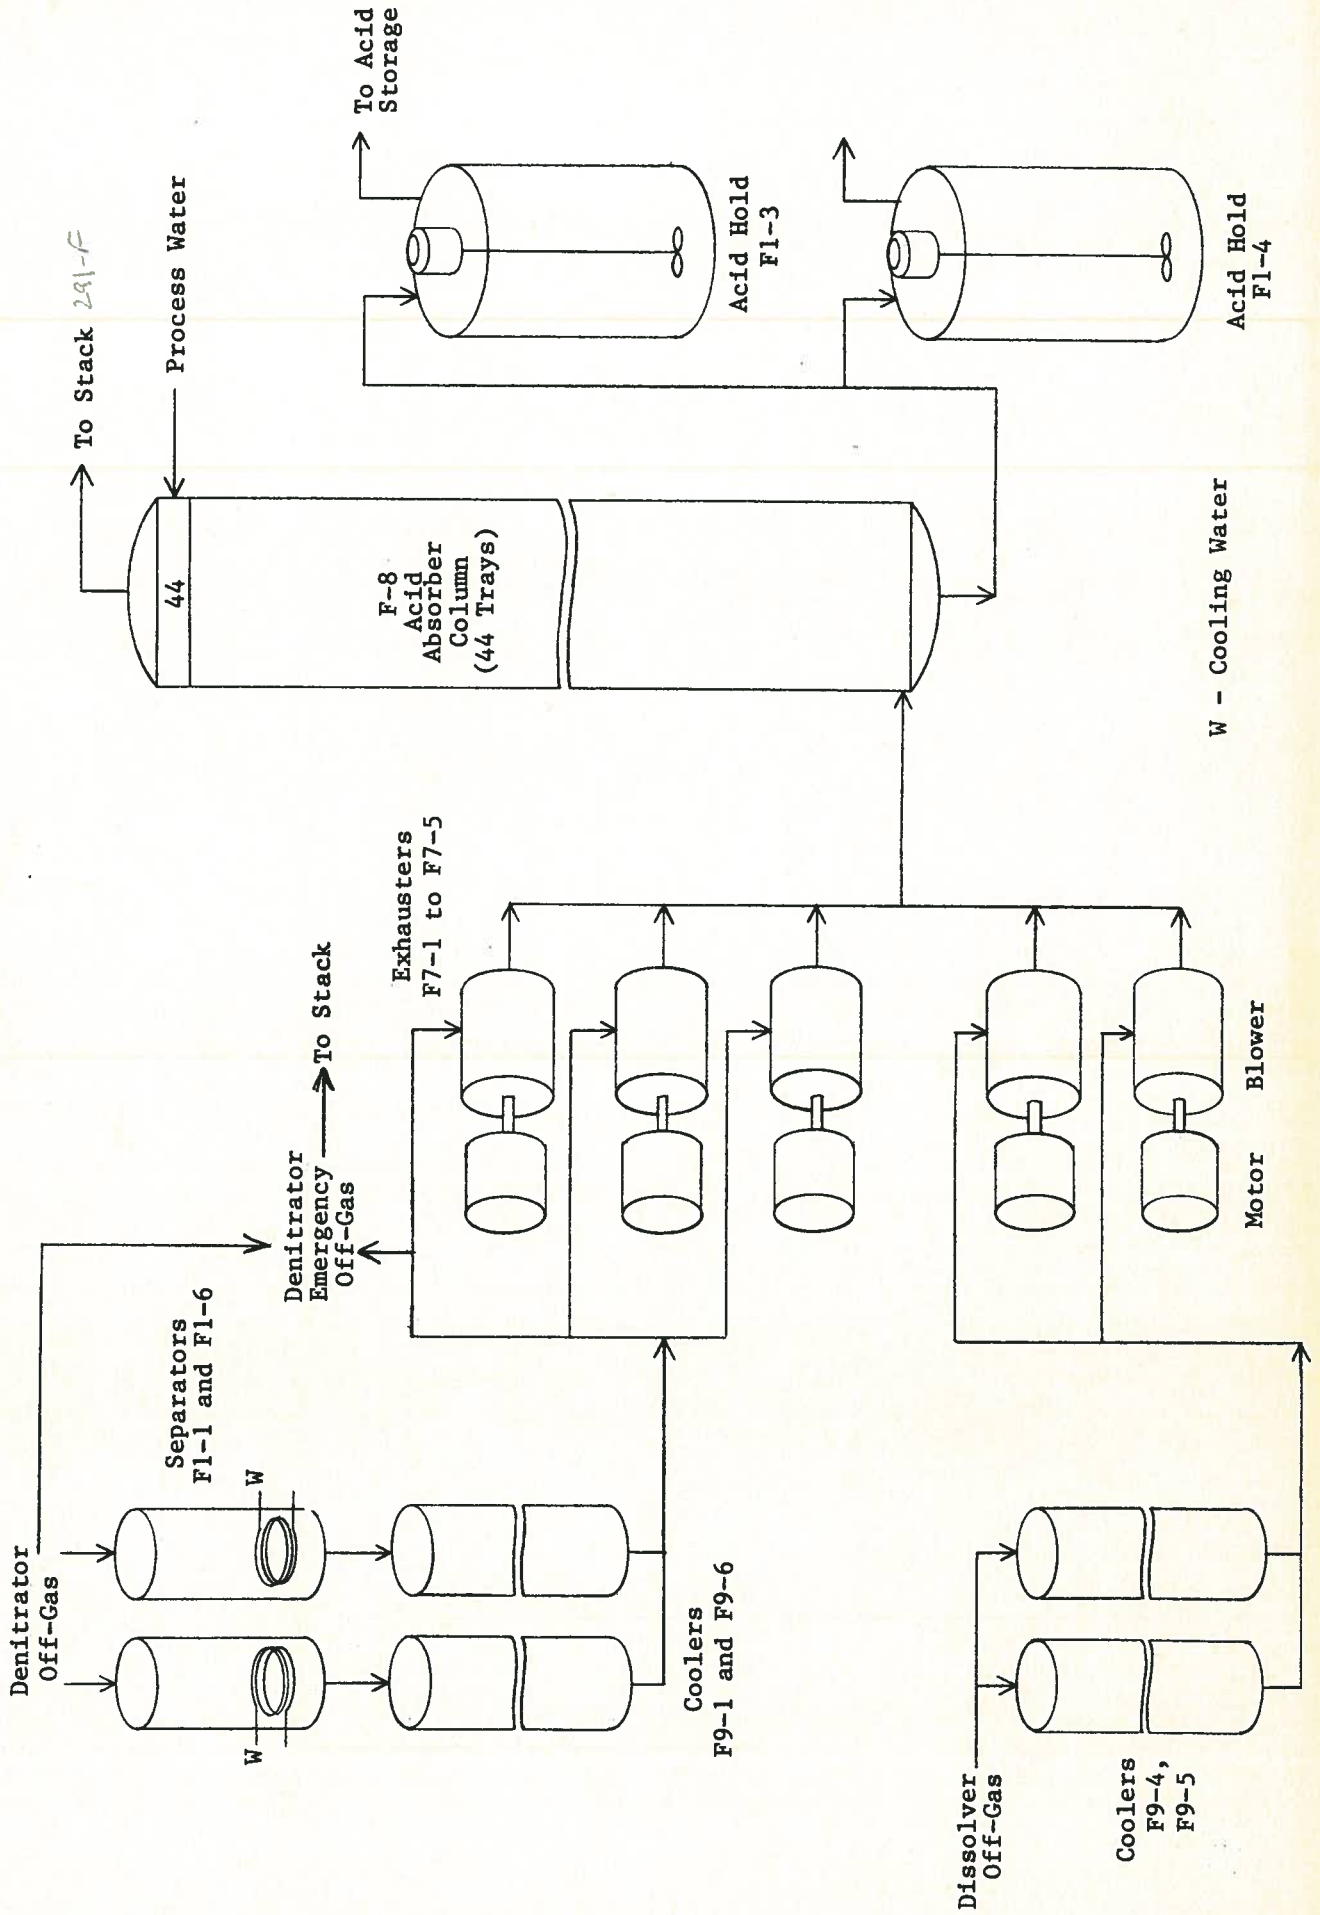 Denitrator
Off-Gas
Separators
F1-1 and F1-6
W
W
Coolers
F9-1 and F9-6
Denitrator
Emergency
Off-Gas
To Stack
Exhausters
F7-1 to F7-5
Dissolver
Off-Gas
Coolers
F9-4,
F9-5
Motor
Blower
To Stack 291-F
Process Water
44
F-8
Acid
Absorber
Column
(44 Trays)
To Acid
Storage
Acid Hold
F1-3
Acid Hold
F1-4
W - Cooling Water